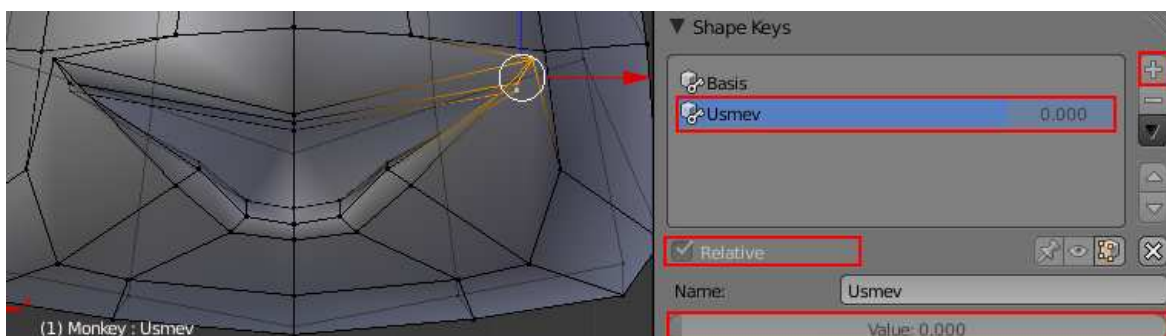 Shape Keys
Basis
Usmev 0.000
Relative
Name: Usmev
Value: 0.000
(1) Monkey : Usmev